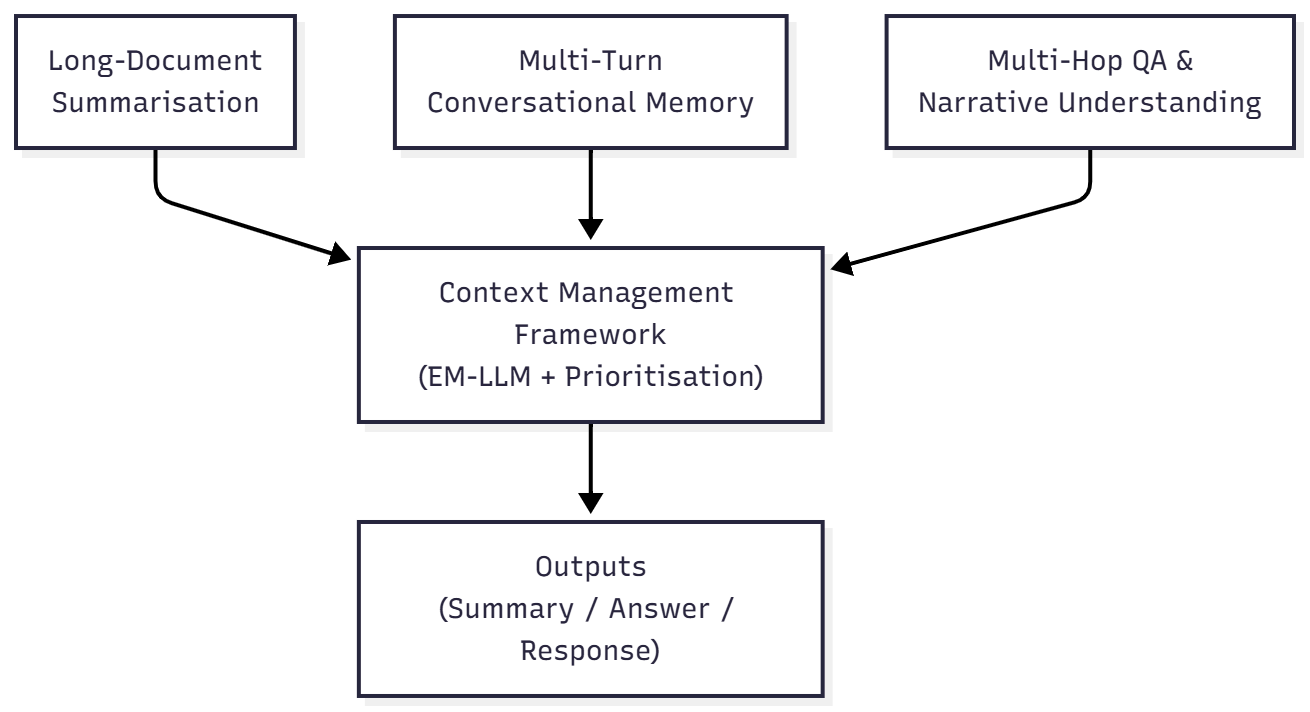 Long-Document
Summarisation
Multi-Turn
Conversational Memory
Multi-Hop QA &
Narrative Understanding
Context Management
Framework
(EM-LLM + Prioritisation)
Outputs
(Summary / Answer /
Response)